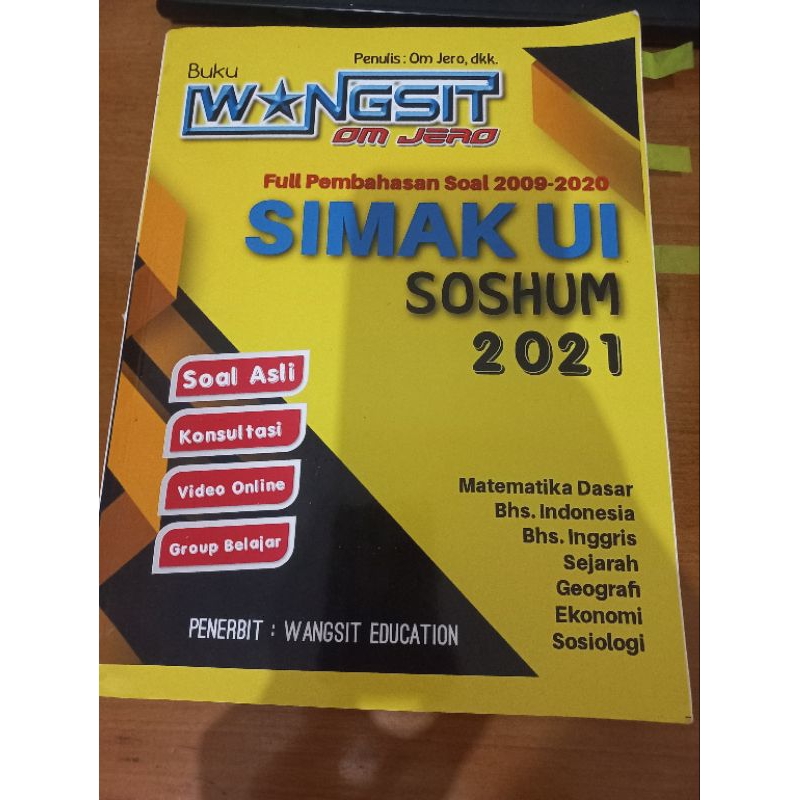 Penulis : Om Jero, dkk.
Buku
WANGSIT
OM JERO
Full Pembahasan Soal 2009-2020
SIMAK UI
SOSHUM
2021
Soal Asli
Konsultasi
Video Online
Group Belajar
Matematika Dasar
Bhs. Indonesia
Bhs. Inggris
Sejarah
Geografi
Ekonomi
Sosiologi
PENERBIT : WANGSIT EDUCATION